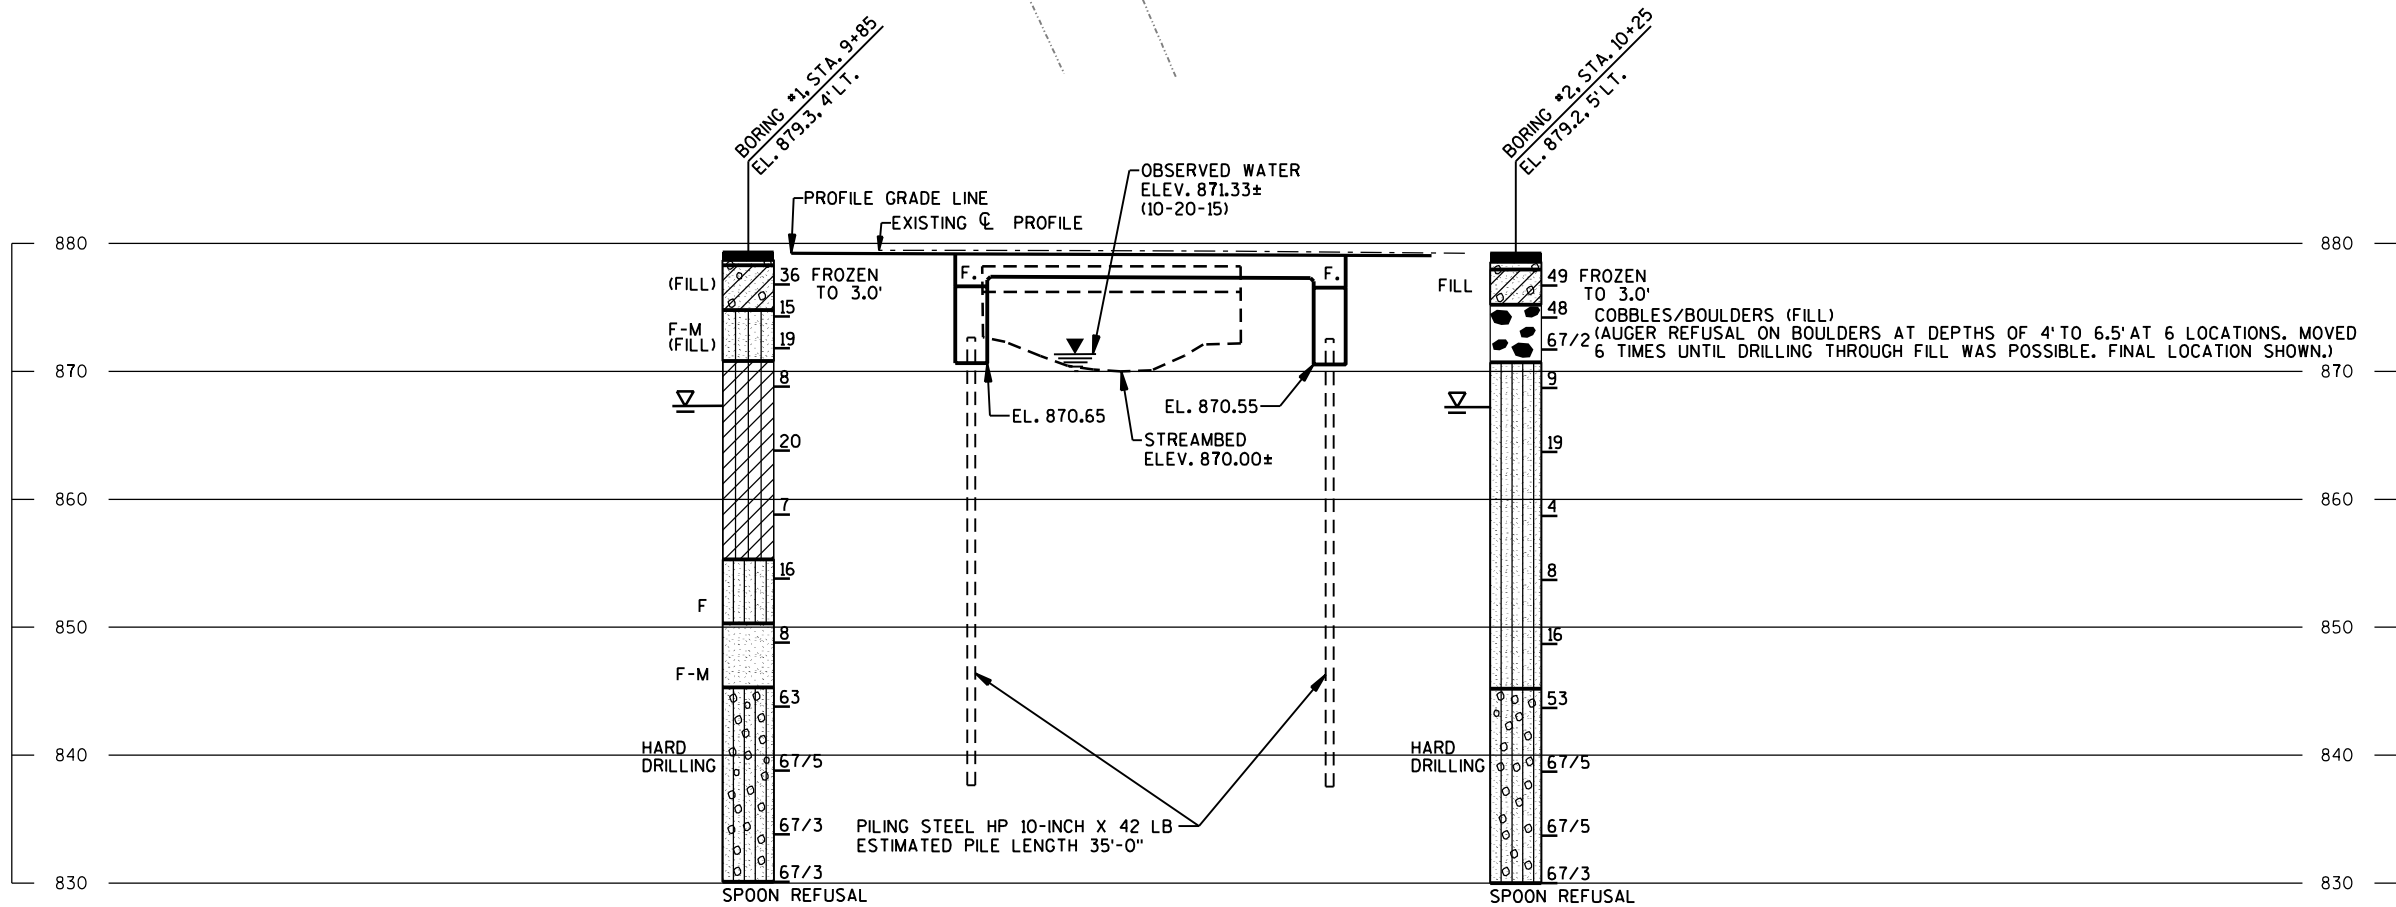 BORING #1, STA. 9+85
EL. 879.3, 4' LT.
BORING #2, STA. 10+25
EL. 879.2, 5' LT.
OBSERVED WATER
ELEV. 871.33±
(10-20-15)
PROFILE GRADE LINE
EXISTING ℄ PROFILE
880
880
F.
F.
(FILL)
36 FROZEN
TO 3.0'
FILL
49 FROZEN
TO 3.0'
15
48
COBBLES/BOULDERS (FILL)
F-M
(FILL)
19
67/2
(AUGER REFUSAL ON BOULDERS AT DEPTHS OF 4' TO 6.5' AT 6 LOCATIONS. MOVED
6 TIMES UNTIL DRILLING THROUGH FILL WAS POSSIBLE. FINAL LOCATION SHOWN.)
870
870
8
9
EL. 870.65
EL. 870.55
STREAMBED
ELEV. 870.00±
20
19
860
860
7
4
16
8
F
850
850
8
16
F-M
63
53
HARD
DRILLING
HARD
DRILLING
840
840
67/5
67/5
67/3
67/5
PILING STEEL HP 10-INCH X 42 LB
ESTIMATED PILE LENGTH 35'-0"
67/3
67/3
830
830
SPOON REFUSAL
SPOON REFUSAL